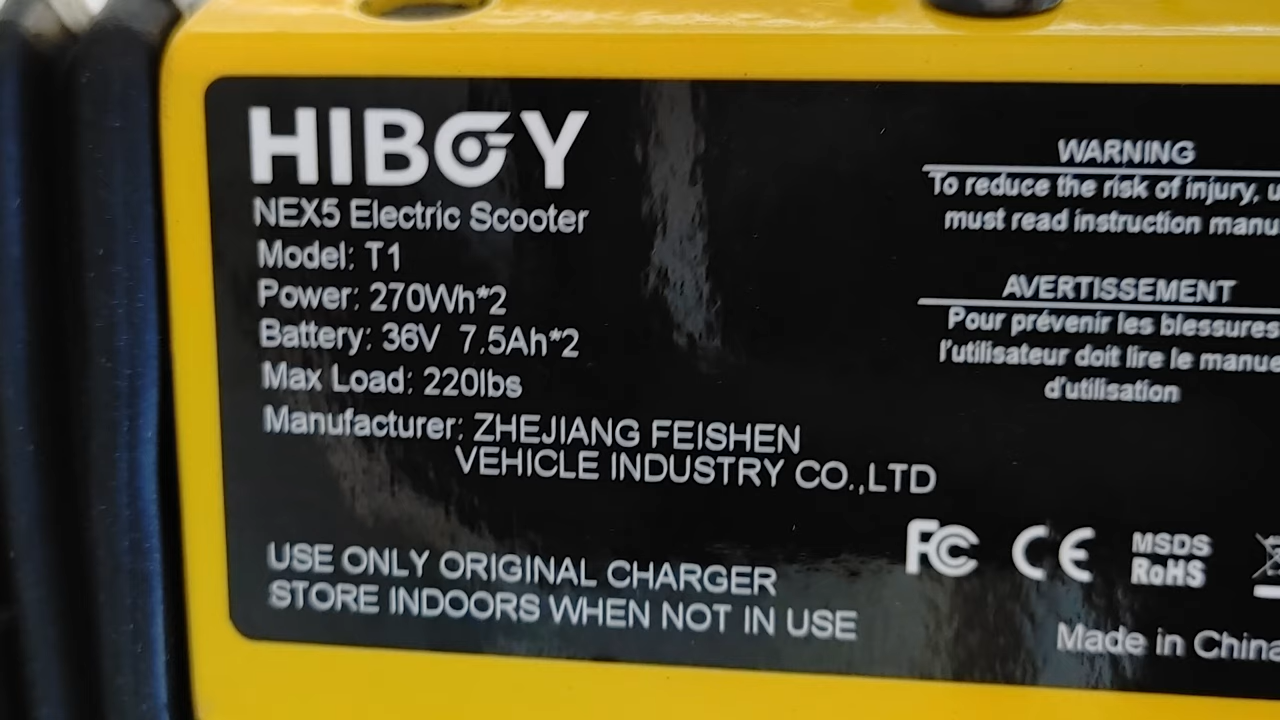 HIBOY
NEX5 Electric Scooter
Model: T1
Power: 270Wh*2
Battery: 36V 7.5Ah*2
Max Load: 220lbs
Manufacturer: ZHEJIANG FEISHEN
VEHICLE INDUSTRY CO.,LTD
USE ONLY ORIGINAL CHARGER
STORE INDOORS WHEN NOT IN USE
WARNING
To reduce the risk of injury,
must read instruction
AVERTISSEMENT
Pour prévenir les blessures
l'utilisateur doit lire le
d'utilisation
FC CE MSDS
RoHS
Made in China